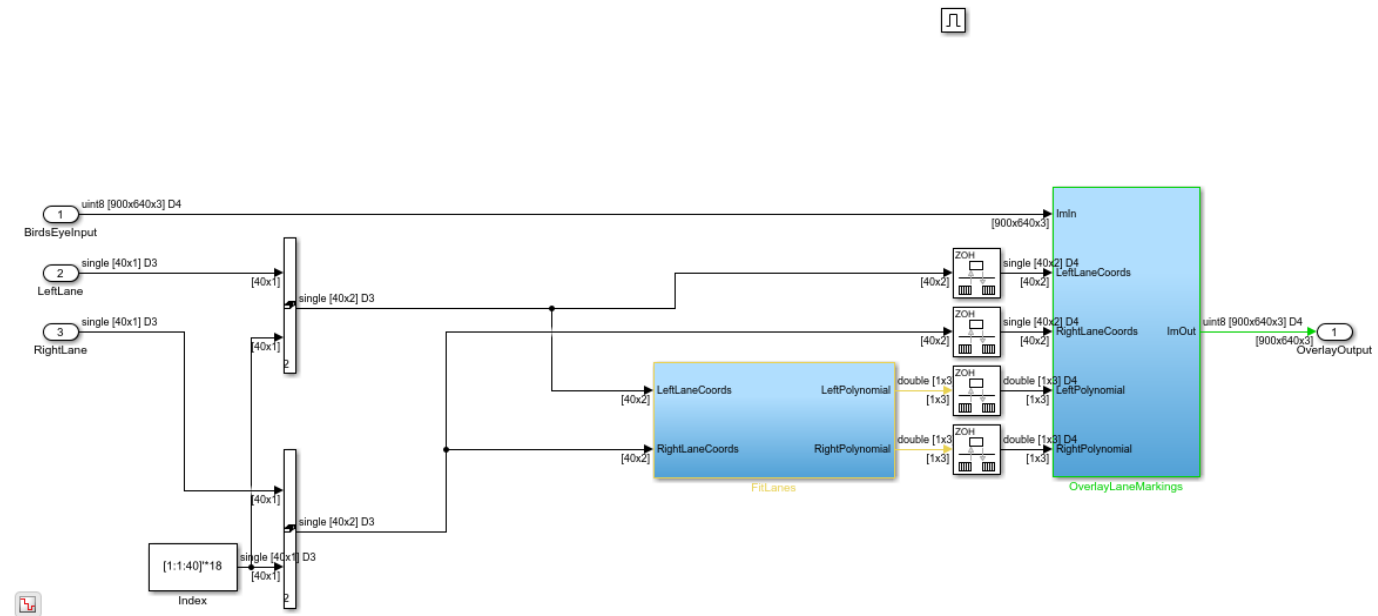 1
uint8 [900x640x3] D4
BirdsEyeInput
[900x640x3]
ImIn
2
single [40x1] D3
LeftLane
[40x1]
single [40x2] D3
[40x1]
2
3
single [40x1] D3
RightLane
[40x2]
ZOH
single [40x2] D4
[40x2]
LeftLaneCoords
[40x2]
ZOH
single [40x2] D4
[40x2]
RightLaneCoords
ImOut
uint8 [900x640x3] D4
[900x640x3]
1
OverlayOutput
LeftLaneCoords
[40x2]
LeftPolynomial
double [1x3
[1x3]
ZOH
double [1x3] D4
[1x3]
LeftPolynomial
RightLaneCoords
[40x2]
RightPolynomial
double [1x3
[1x3]
ZOH
double [1x3] D4
[1x3]
RightPolynomial
FitLanes
OverlayLaneMarkings
[40x1]
single [40x2] D3
[1:1:40]'*18
single [40x1] D3
[40x1]
Index
2